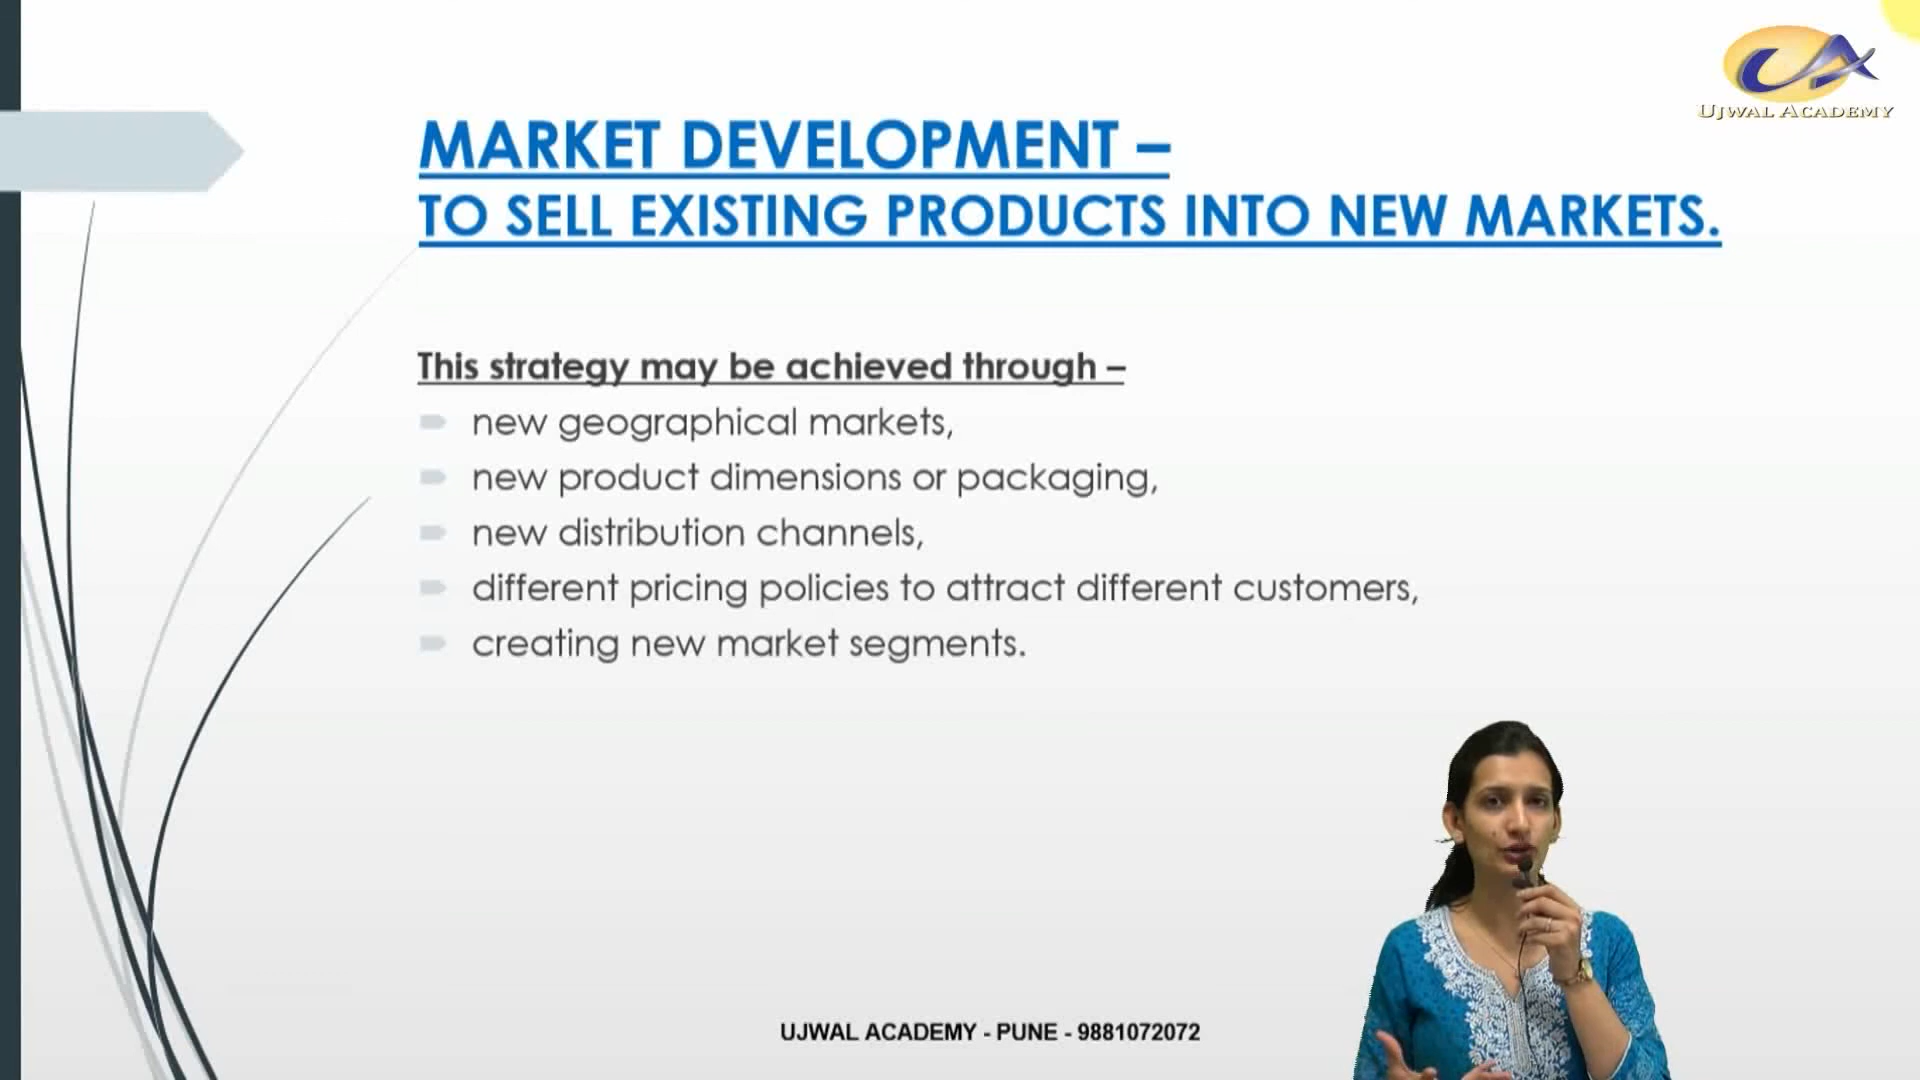 UJWAL ACADEMY
MARKET DEVELOPMENT –
TO SELL EXISTING PRODUCTS INTO NEW MARKETS.
This strategy may be achieved through –
new geographical markets,
new product dimensions or packaging,
new distribution channels,
different pricing policies to attract different customers,
creating new market segments.
UJWAL ACADEMY - PUNE - 9881072072